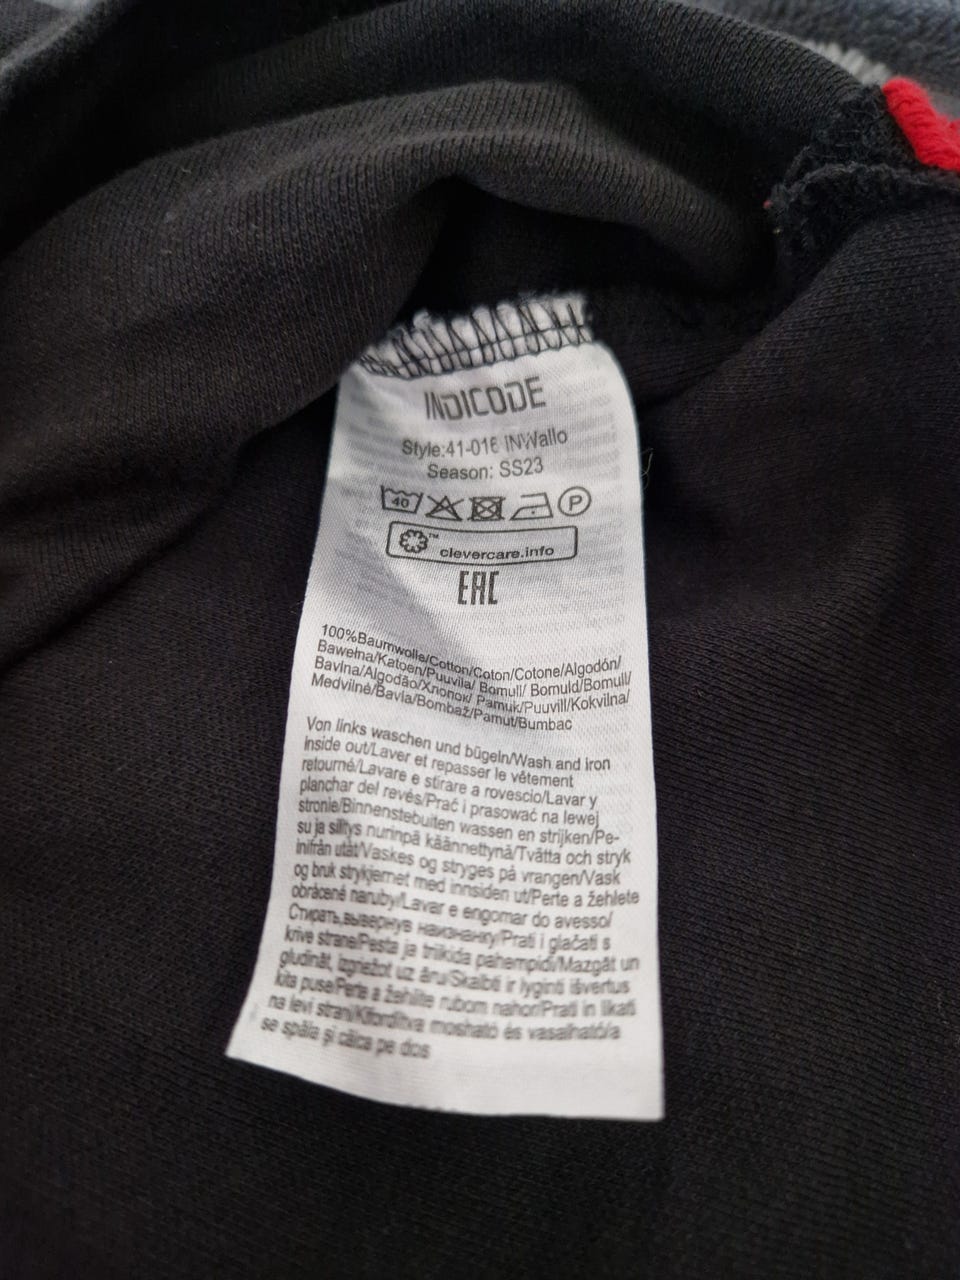 INDICODE
Style:41-016 INWallo
Season: SS23
40 P
clevercare.info
EAC
100%Baumwolle/Cotton/Coton/Cotone/Algodón/
Bawełna/Katoen/Puuvila/ Bomull/ Bomuld/Bomull/
Bavlna/Algodão/Хлопок/ Pamuk/Puuvill/Kokvilna/
Medvilnė/Bavla/Bombaž/Pamut/Bumbac
Von links waschen und bügeln/Wash and iron
inside out/Laver et repasser le vêtement
retourné/Lavare e stirare a rovescio/Lavar y
planchar del revés/Prać i prasować na lewej
stronie/Binnenstebuiten wassen en strijken/Pe-
su ja silitys nurinpä käännettynä/Tvätta och stryk
inifrån utåt/Vaskes og stryges på vrangen/Vask
og bruk strykjernet med innsiden ut/Perte a žehlete
obrácené naruby/Lavar e engomar do avesso/
Стирать,вывернув наизнанку/Prati i glačati s
krive strane/Pesta ja triikida pahempidi/Mazgāt un
gludināt, izgriežot uz āru/Skalbti ir lyginti išvertus
kita puse/Perte a žehlite rubom nahor/Prati in likati
na levi strani/Kifordítva mosható és vasalható/a
se spăla şi călca pe dos